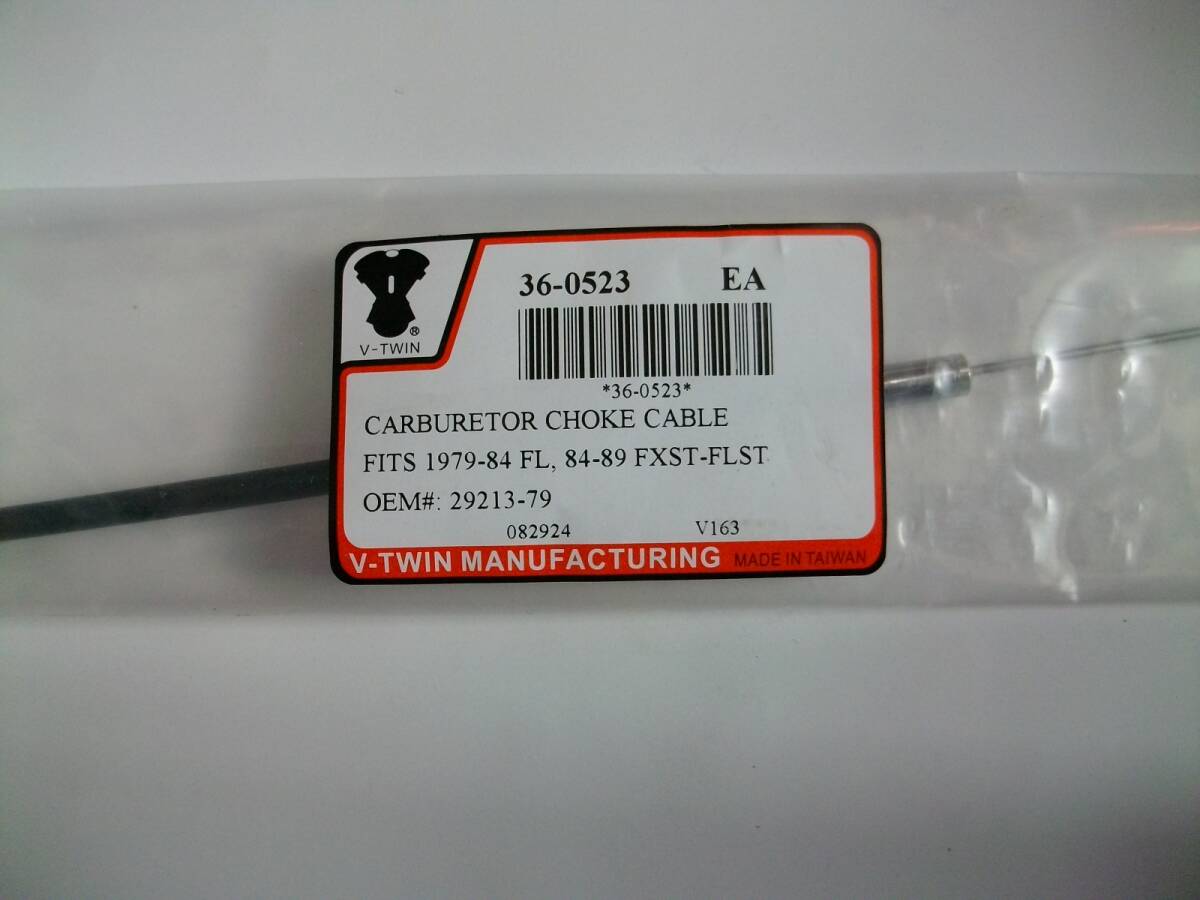 36-0523 EA
*36-0523*
®
V-TWIN
CARBURETOR CHOKE CABLE
FITS 1979-84 FL, 84-89 FXST-FLST
OEM#: 29213-79
082924 V163
V-TWIN MANUFACTURING MADE IN TAIWAN